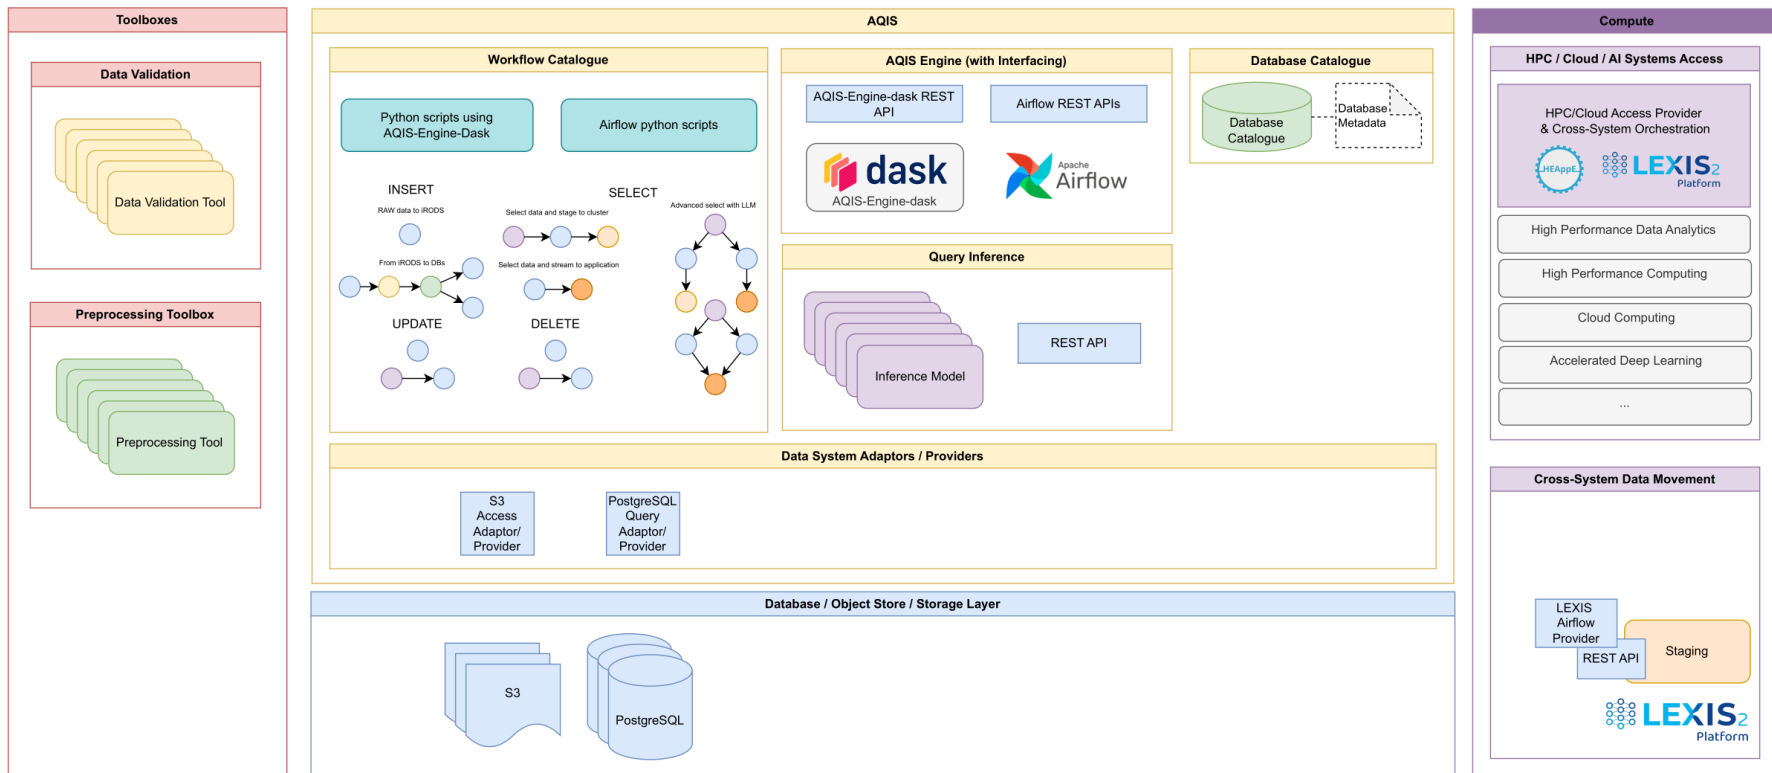 Toolboxes
Data Validation
Data Validation Tool
Preprocessing Toolbox
Preprocessing Tool
AQIS
Workflow Catalogue
Python scripts using
AQIS-Engine-Dask
Airflow python scripts
INSERT
RAW data to iRODS
From iRODS to DBs
SELECT
Select data and stage to cluster
Select data and stream to application
Advanced select with LLM
UPDATE
DELETE
AQIS Engine (with Interfacing)
AQIS-Engine-dask REST
API
Airflow REST APIs
dask
AQIS-Engine-dask
Apache
Airflow
Database Catalogue
Database
Catalogue
Database
Metadata
Query Inference
Inference Model
REST API
Data System Adaptors / Providers
S3
Access
Adaptor/
Provider
PostgreSQL
Query
Adaptor/
Provider
Database / Object Store / Storage Layer
S3
PostgreSQL
Compute
HPC / Cloud / AI Systems Access
HPC/Cloud Access Provider
& Cross-System Orchestration
HEAppE
LEXIS2
Platform
High Performance Data Analytics
High Performance Computing
Cloud Computing
Accelerated Deep Learning
...
Cross-System Data Movement
LEXIS
Airflow
Provider
REST API
Staging
LEXIS2
Platform